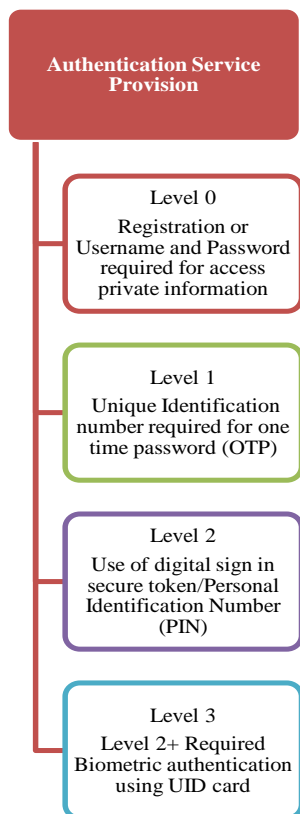 Authentication Service
Provision
Level 0
Registration or
Username and Password
required for access
private information
Level 1
Unique Identification
number required for one
time password (OTP)
Level 2
Use of digital sign in
secure token/Personal
Identification Number
(PIN)
Level 3
Level 2+ Required
Biometric authentication
using UID card